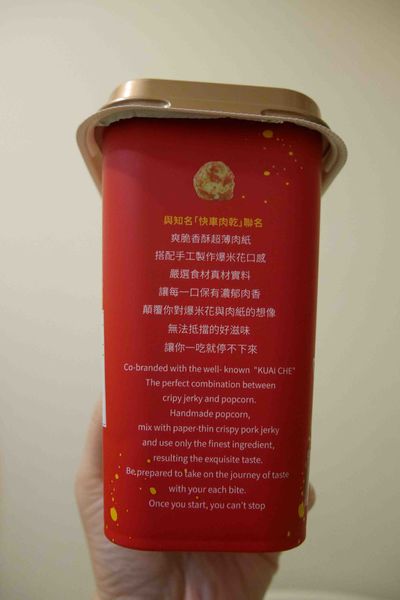 與知名「快車肉乾」聯名
爽脆香酥超薄肉紙
搭配手工製作爆米花口感
嚴選食材真材實料
讓每一口保有濃郁肉香
顛覆你對爆米花與肉紙的想像
無法抵擋的好滋味
讓你一吃就停不下來
Co-branded with the well- known "KUAI CHE"
The perfect combination between
cripy jerky and popcorn.
Handmade popcorn,
mix with paper-thin crispy pork jerky
and use only the finest ingredient,
resulting the exquisite taste.
Be prepared to take on the journey of taste
with your each bite.
Once you start, you can't stop